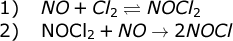 1) NO + Cl₂ ⇌ NOCl₂
2) NOCl₂ + NO → 2NOCl